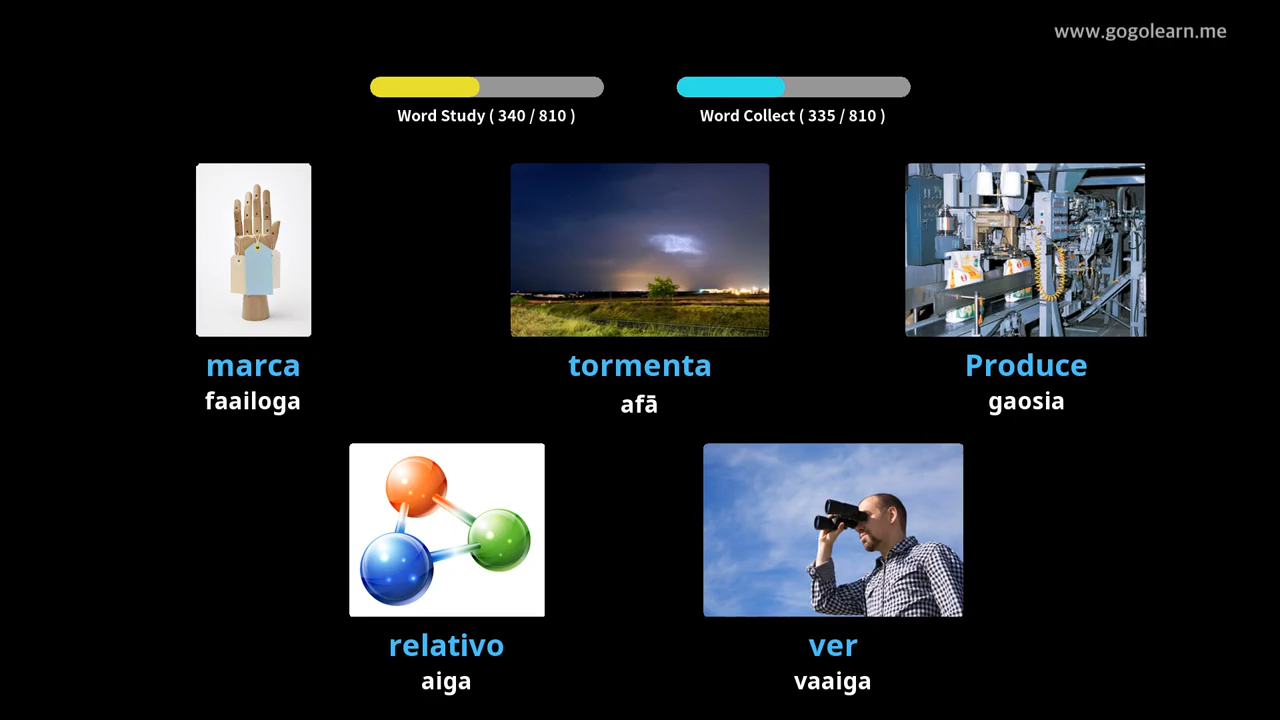 www.gogolearn.me
Word Study ( 340 / 810 )
Word Collect ( 335 / 810 )
marca
faailoga
tormenta
afā
Produce
gaosia
relativo
aiga
ver
vaaiga